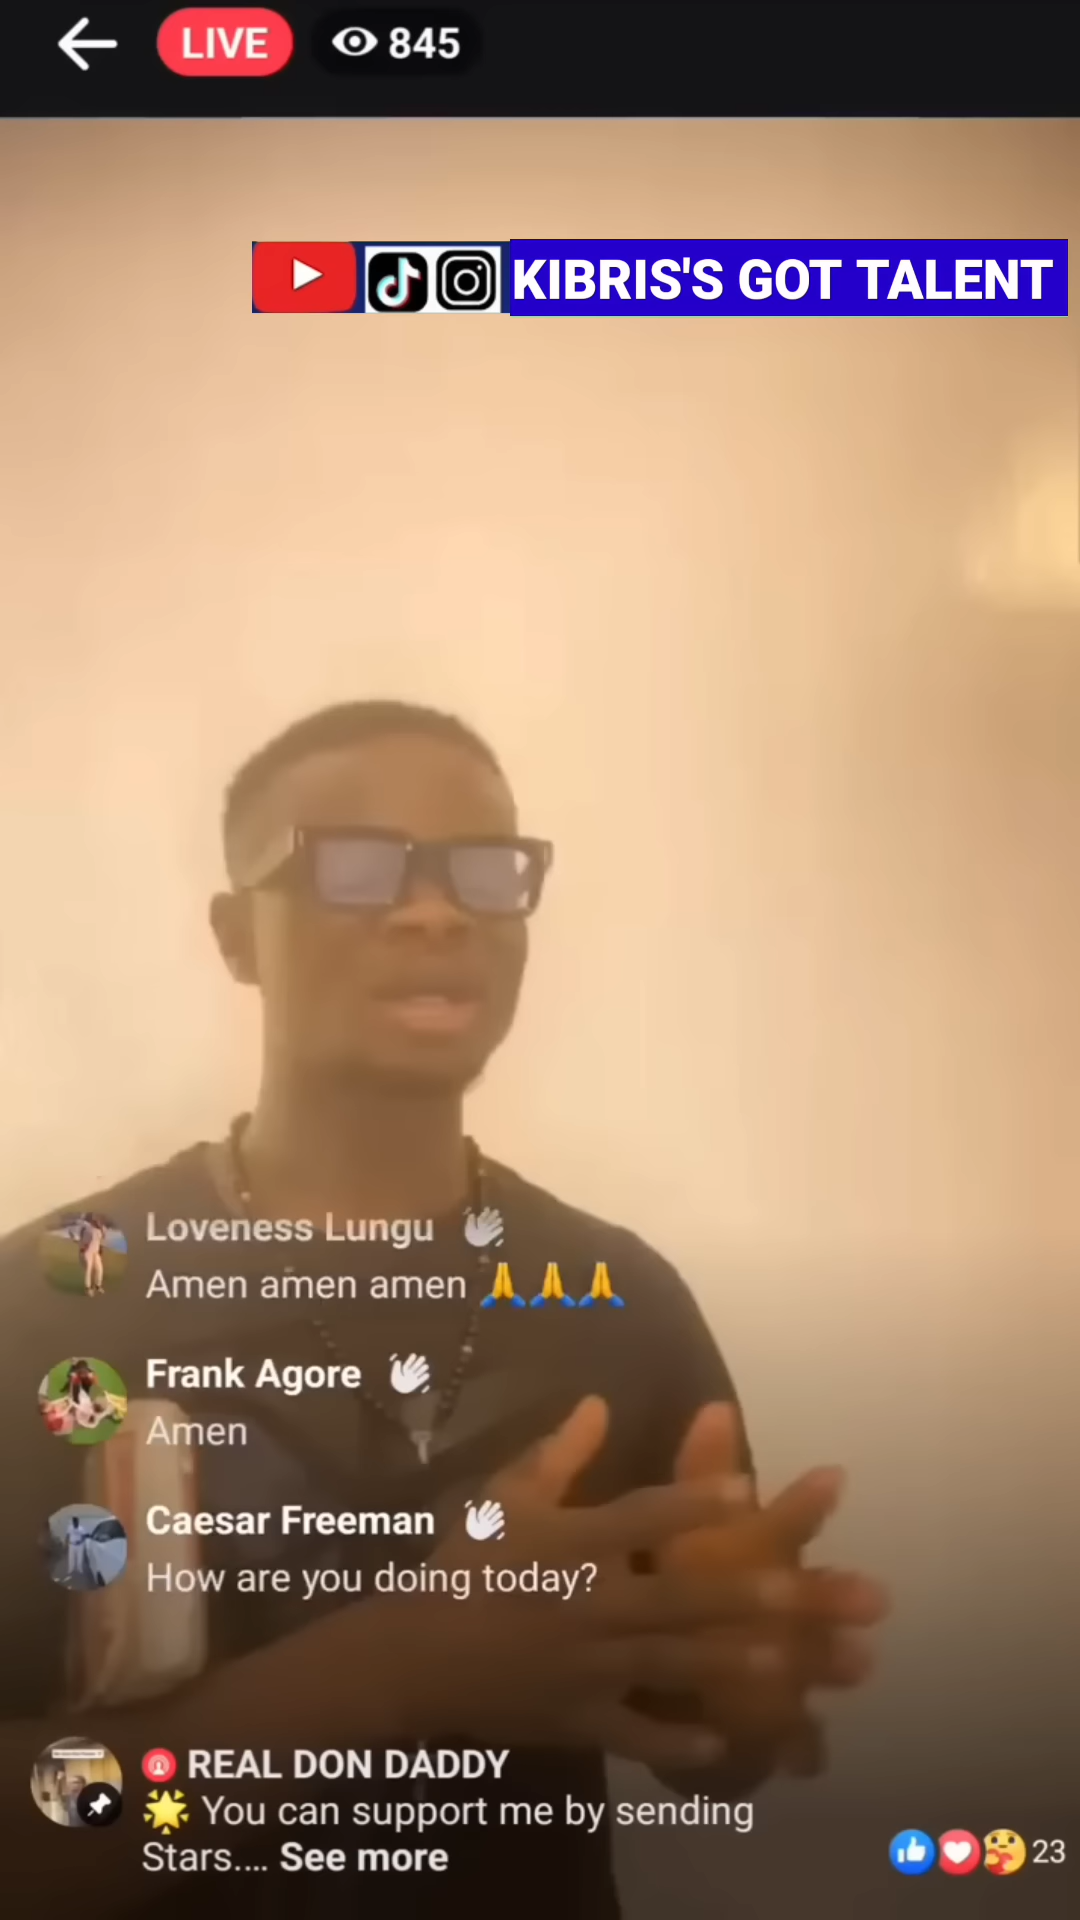 LIVE 845
KIBRIS'S GOT TALENT
Loveness Lungu 👋
Amen amen amen 🙏🙏🙏
Frank Agore 👋
Amen
Caesar Freeman 👋
How are you doing today?
REAL DON DADDY
🌟 You can support me by sending
Stars.... See more
23